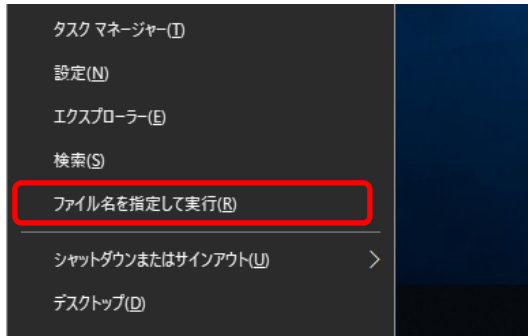 タスク マネージャー(T)
設定(N)
エクスプローラー(E)
検索(S)
ファイル名を指定して実行(R)
シャットダウンまたはサインアウト(U)
デスクトップ(D)